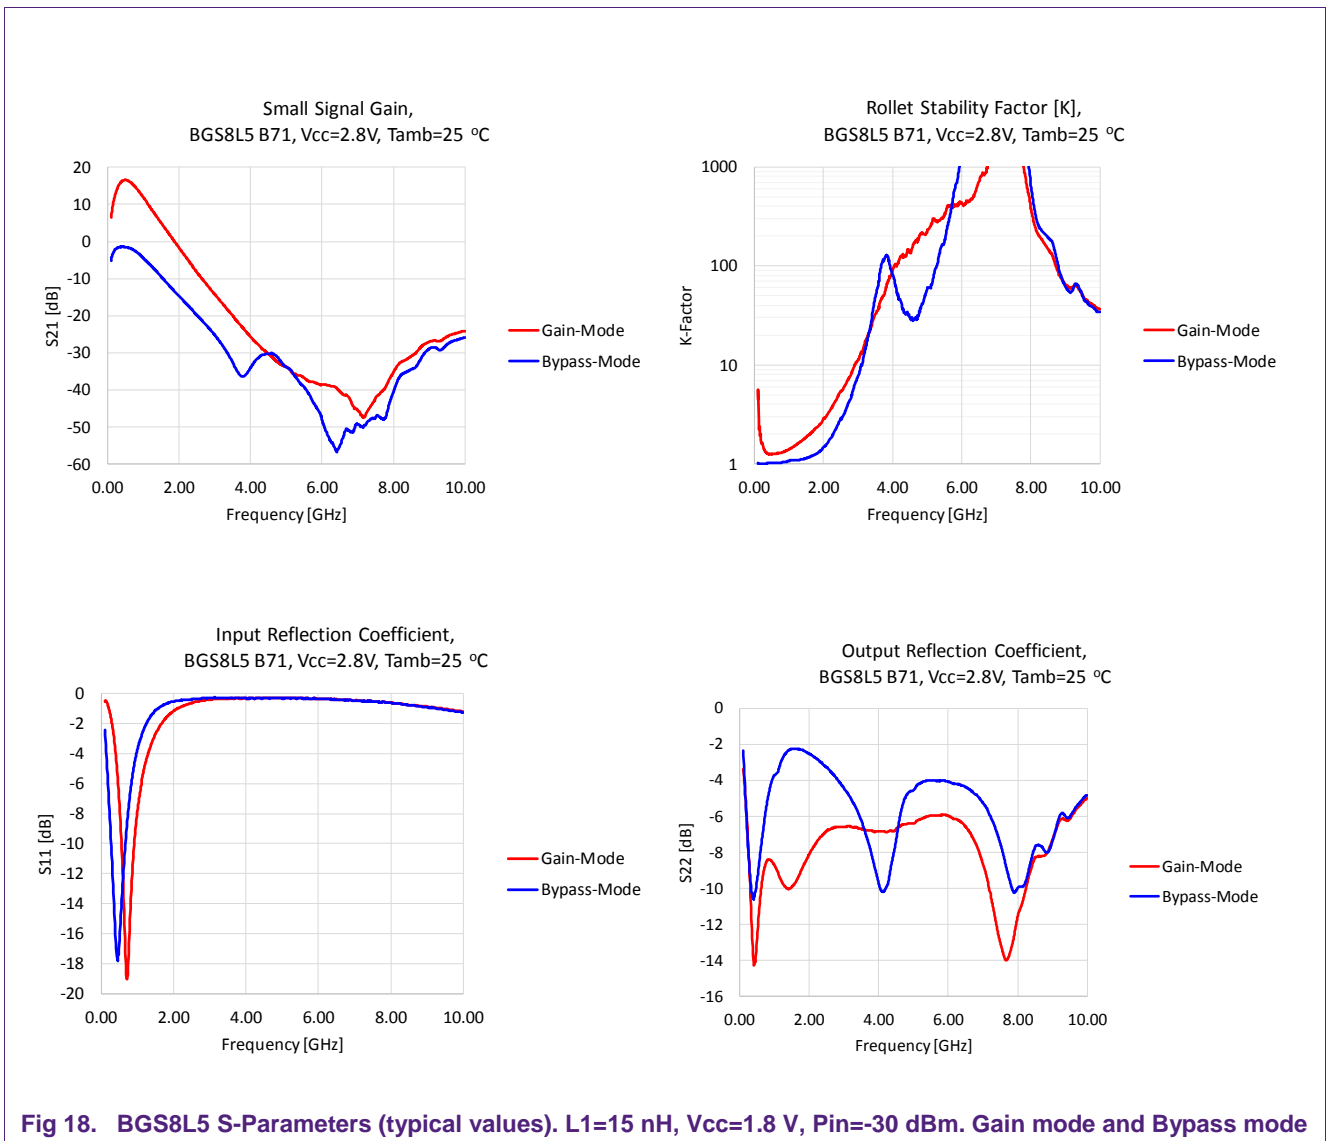 Small Signal Gain,
BGS8L5 B71, Vcc=2.8V, Tamb=25 ºC
20
10
0
-10
-20
-30
-40
-50
-60
S21 [dB]
0.00 2.00 4.00 6.00 8.00 10.00
Frequency [GHz]
Gain-Mode
Bypass-Mode
Rollet Stability Factor [K],
BGS8L5 B71, Vcc=2.8V, Tamb=25 ºC
1000
100
10
1
K-Factor
0.00 2.00 4.00 6.00 8.00 10.00
Frequency [GHz]
Gain-Mode
Bypass-Mode
Input Reflection Coefficient,
BGS8L5 B71, Vcc=2.8V, Tamb=25 ºC
0
-2
-4
-6
-8
-10
-12
-14
-16
-18
-20
S11 [dB]
0.00 2.00 4.00 6.00 8.00 10.00
Frequency [GHz]
Gain-Mode
Bypass-Mode
Output Reflection Coefficient,
BGS8L5 B71, Vcc=2.8V, Tamb=25 ºC
0
-2
-4
-6
-8
-10
-12
-14
-16
S22 [dB]
0.00 2.00 4.00 6.00 8.00 10.00
Frequency [GHz]
Gain-Mode
Bypass-Mode
Fig 18. BGS8L5 S-Parameters (typical values). L1=15 nH, Vcc=1.8 V, Pin=-30 dBm. Gain mode and Bypass mode